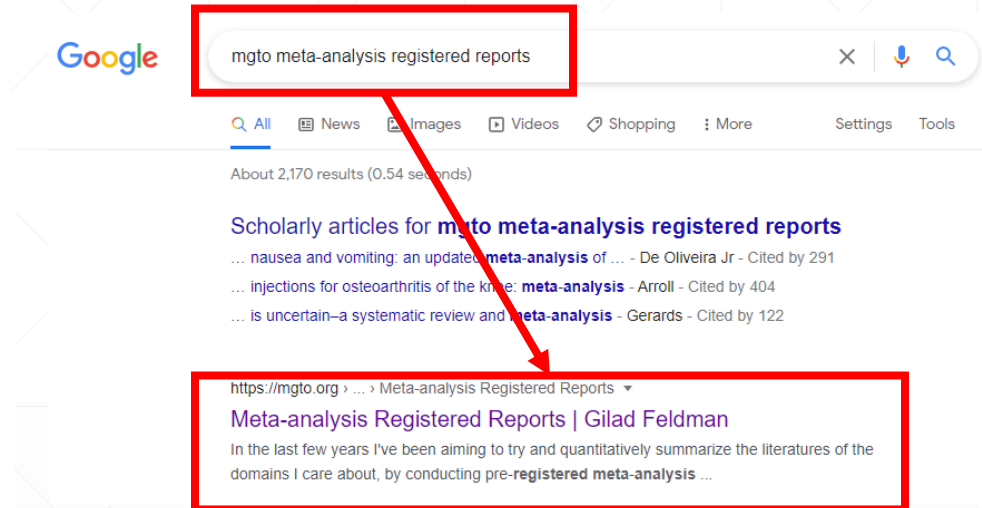 Google
mgto meta-analysis registered reports
All News Images Videos Shopping More Settings Tools
About 2,170 results (0.54 seconds)
Scholarly articles for mgto meta-analysis registered reports
... nausea and vomiting: an updated meta-analysis of ... - De Oliveira Jr - Cited by 291
... injections for osteoarthritis of the knee: meta-analysis - Arroll - Cited by 404
... is uncertain–a systematic review and meta-analysis - Gerards - Cited by 122
https://mgto.org › ... › Meta-analysis Registered Reports
Meta-analysis Registered Reports | Gilad Feldman
In the last few years I've been aiming to try and quantitatively summarize the literatures of the
domains I care about, by conducting pre-registered meta-analysis ...